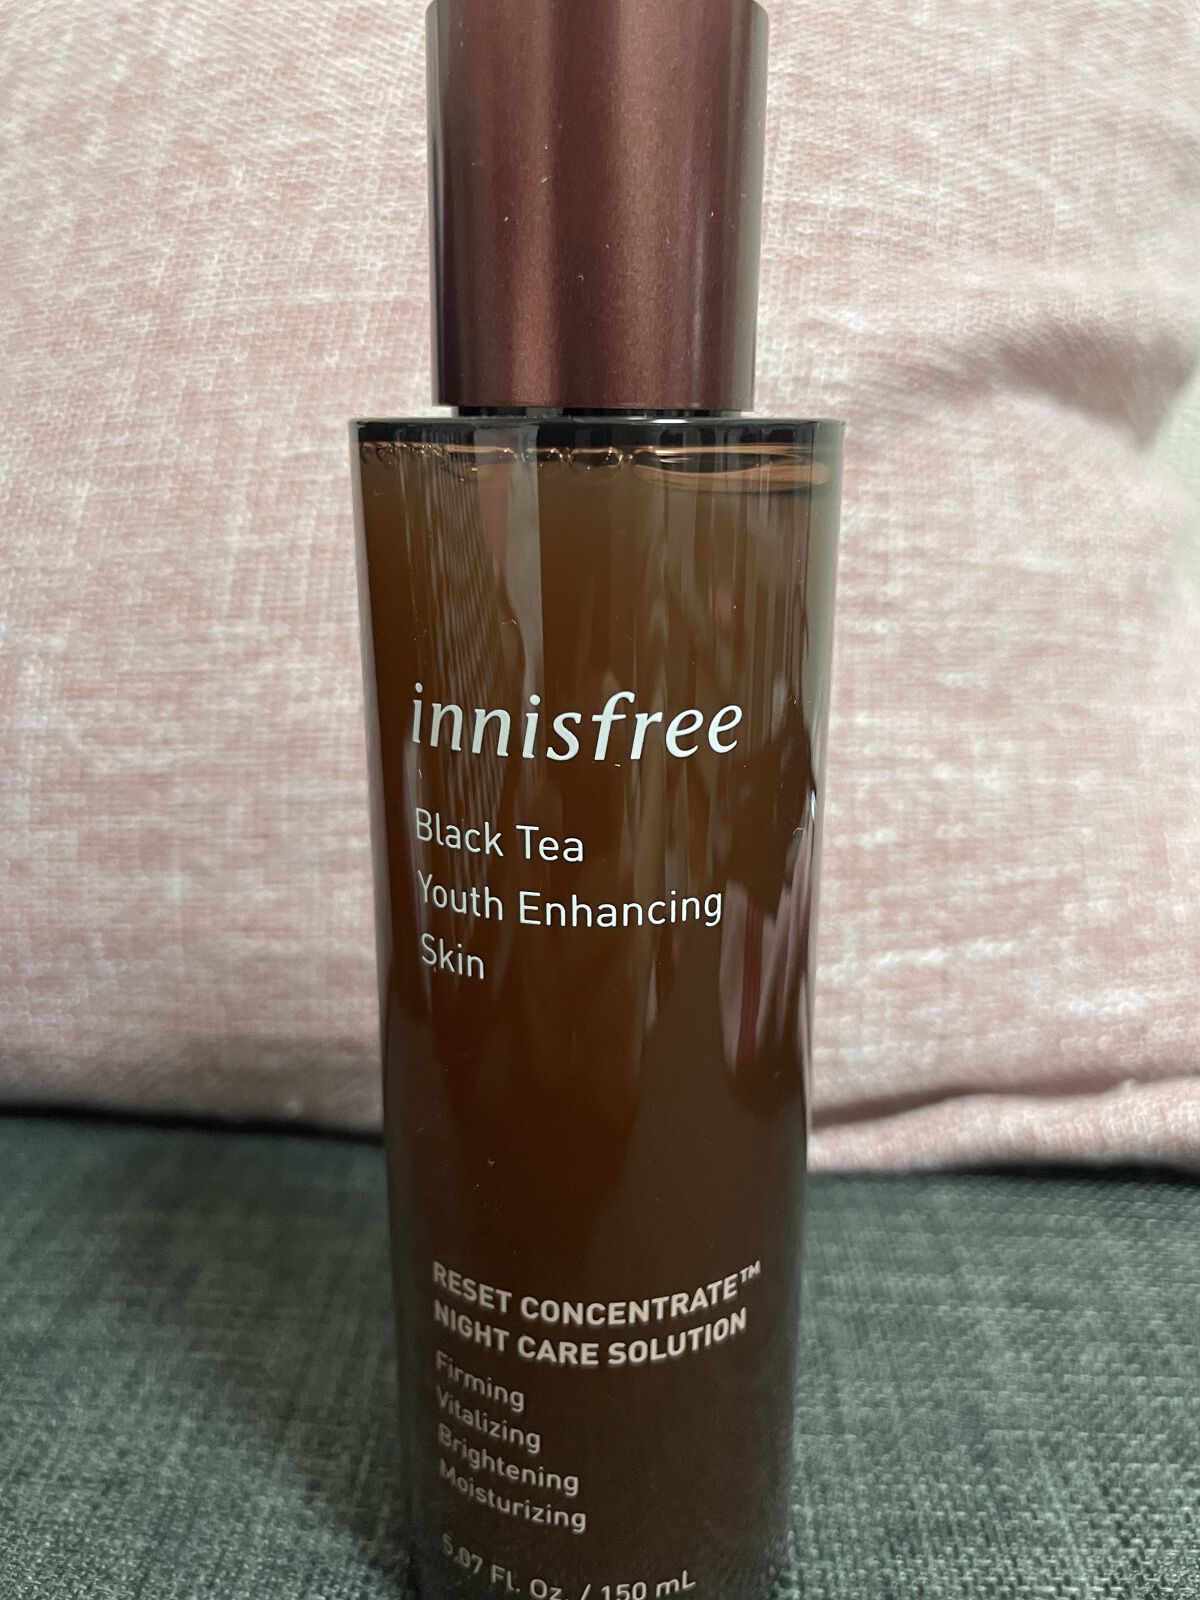 innisfree
Black Tea
Youth Enhancing
Skin
RESET CONCENTRATE™
NIGHT CARE SOLUTION
Firming
Vitalizing
Brightening
Moisturizing
5.07 FL. Oz. / 150 mL